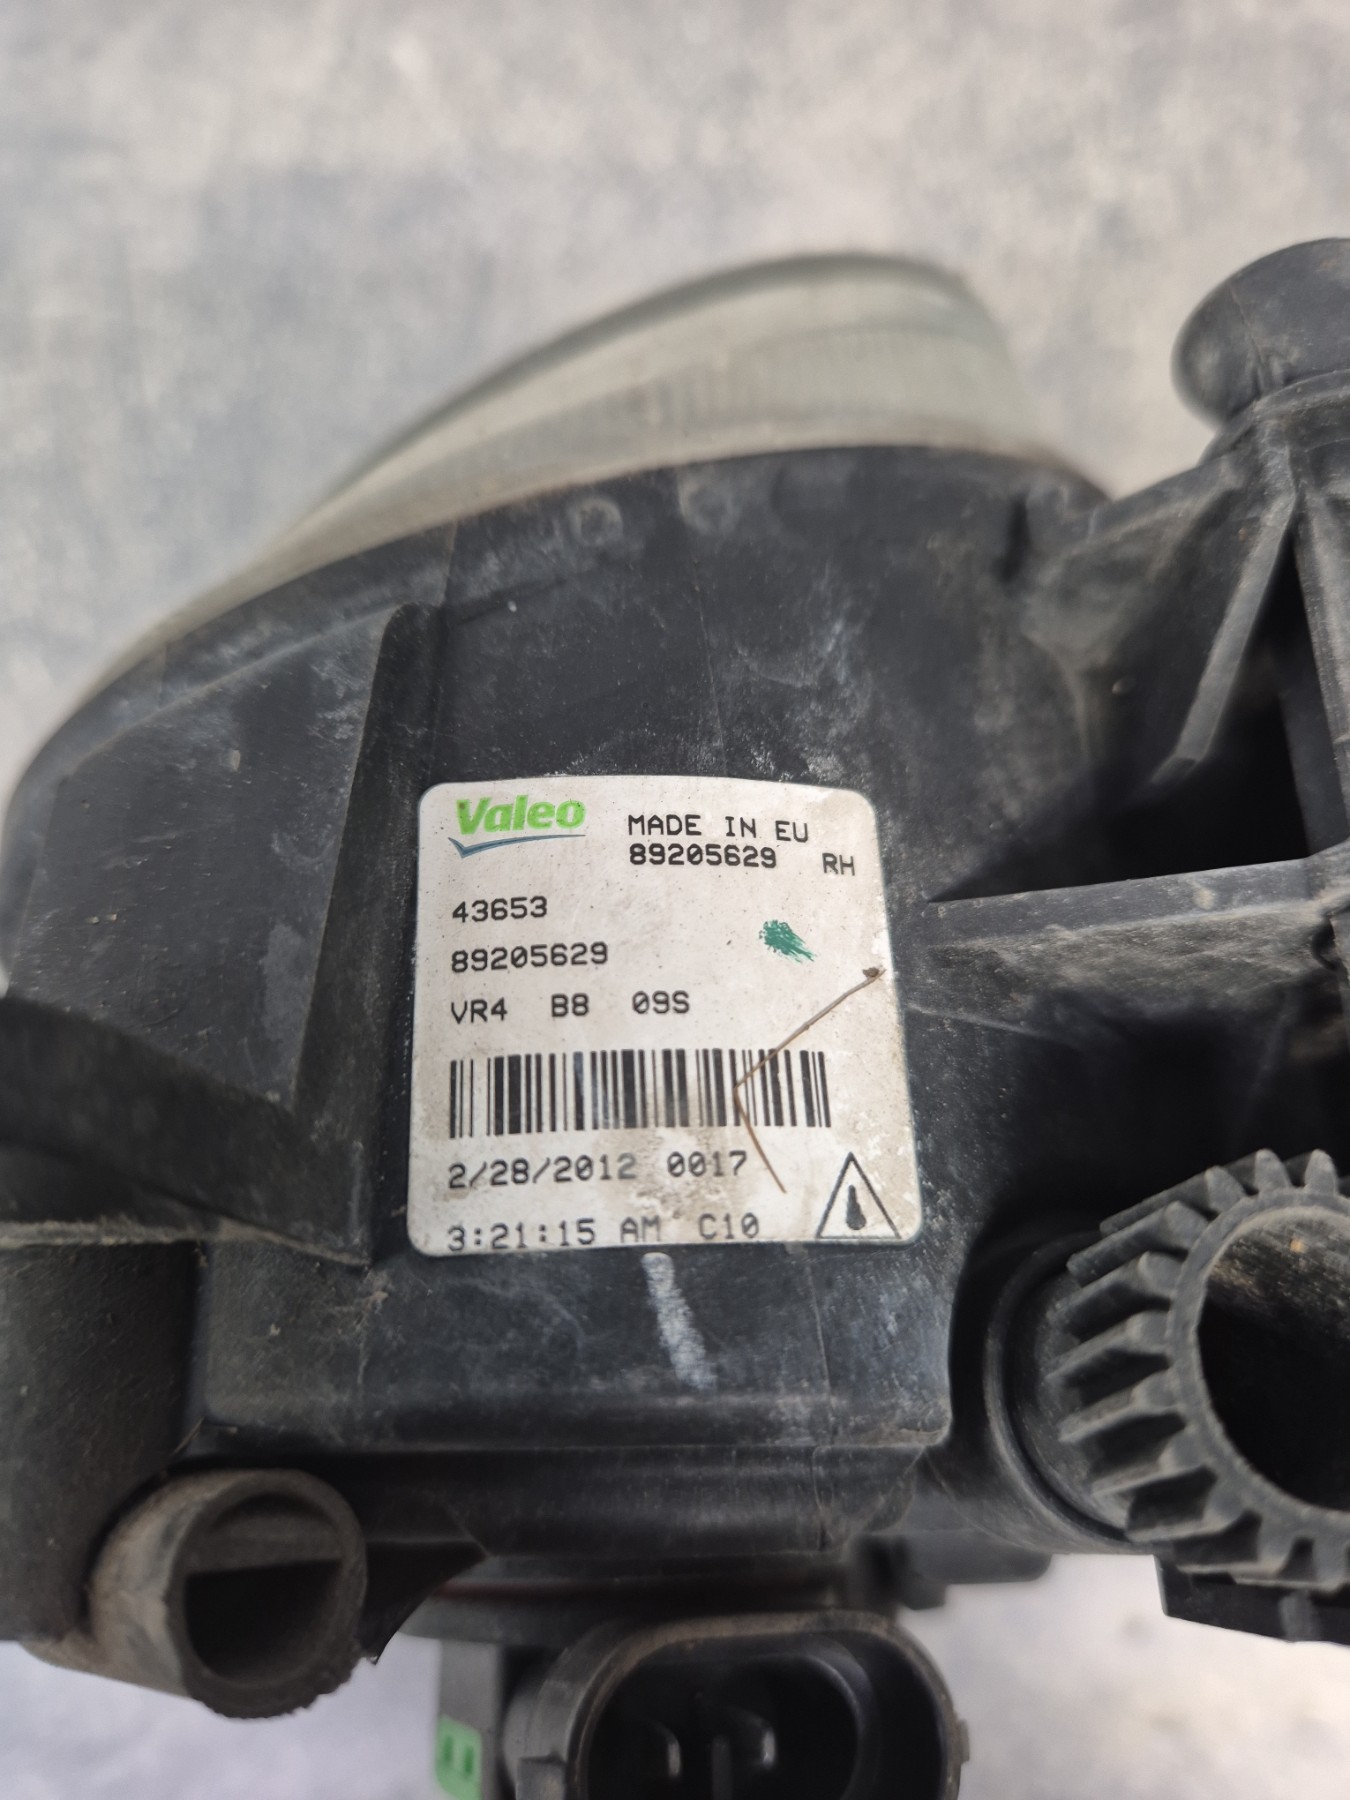 Valeo MADE IN EU
89205629 RH
43653
89205629
VR4 B8 09S
2/28/2012 0017
3:21:15 AM C10